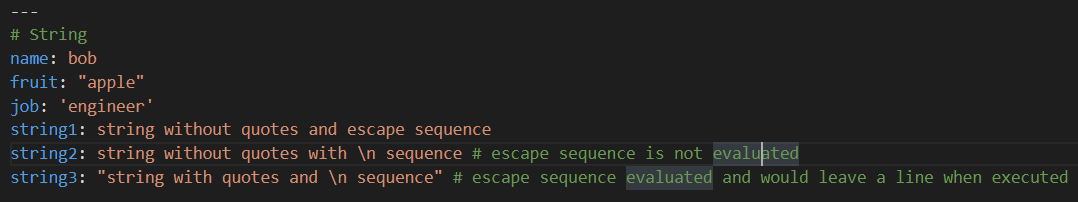 ---
# String
name: bob
fruit: "apple"
job: 'engineer'
string1: string without quotes and escape sequence
string2: string without quotes with \n sequence # escape sequence is not evaluated
string3: "string with quotes and \n sequence" # escape sequence evaluated and would leave a line when executed